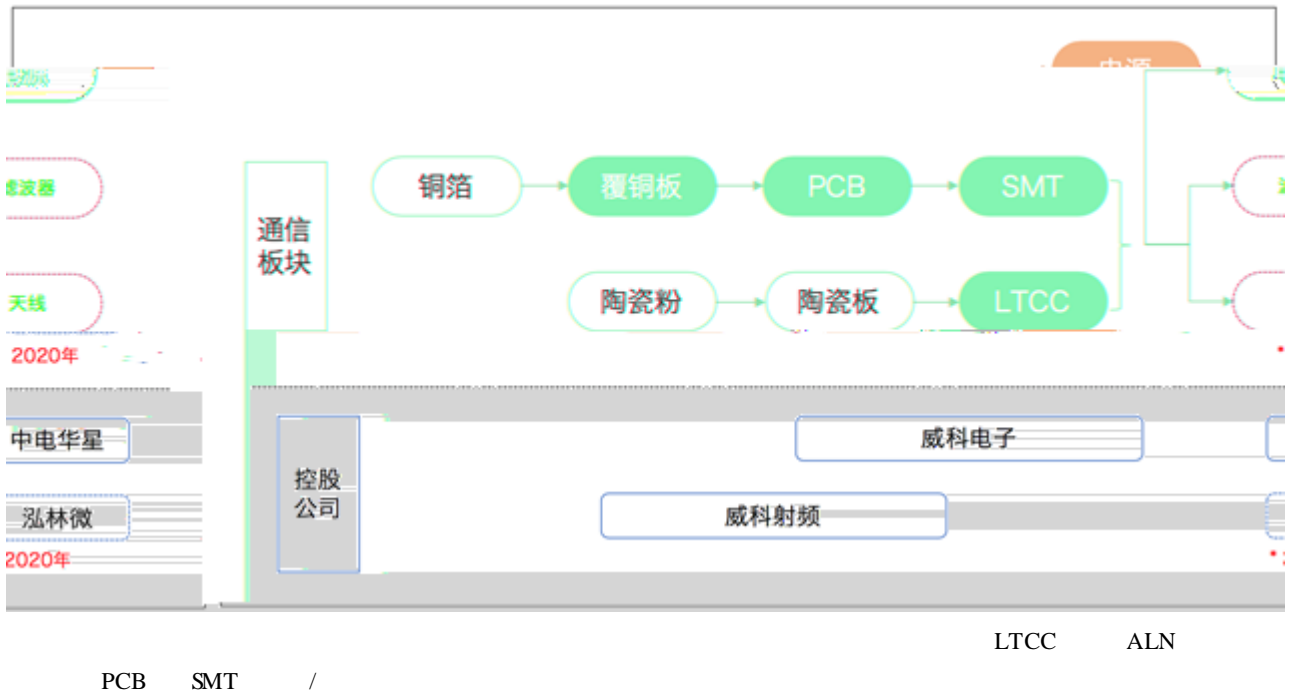 铜箔 覆铜板 PCB SMT
滤波器
通信
板块
陶瓷粉 陶瓷板 LTCC
天线
2020年
中电华星 威科电子
控股
公司
泓林微 威科射频
2020年
LTCC ALN
PCB SMT /